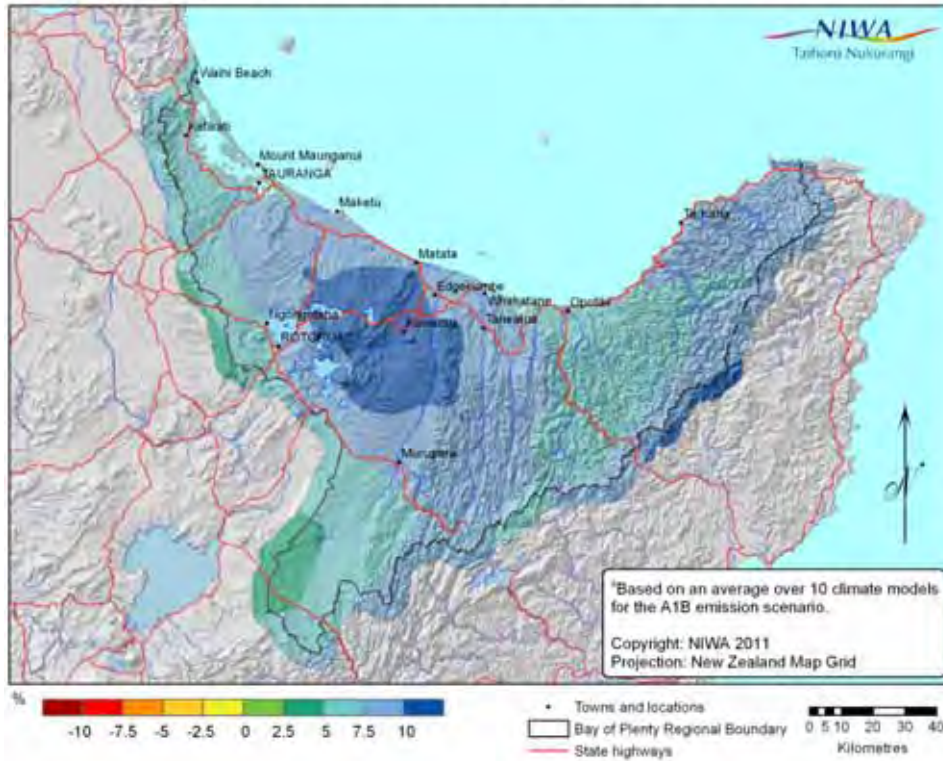 NIWA
Taihoro Nukurangi
Waihi Beach
Katikati
Mount Maunganui
TAURANGA
Maketu
Te Kaha
Matata
Edgecumbe
Whakatane
Opotiki
Taneatua
Kawerau
Ngongotaha
ROTORUA
Murupara
°Based on an average over 10 climate models
for the A1B emission scenario.
Copyright: NIWA 2011
Projection: New Zealand Map Grid
%
-10 -7.5 -5 -2.5 0 2.5 5 7.5 10
Towns and locations
Bay of Plenty Regional Boundary
State highways
0 5 10 20 30 40
Kilometres